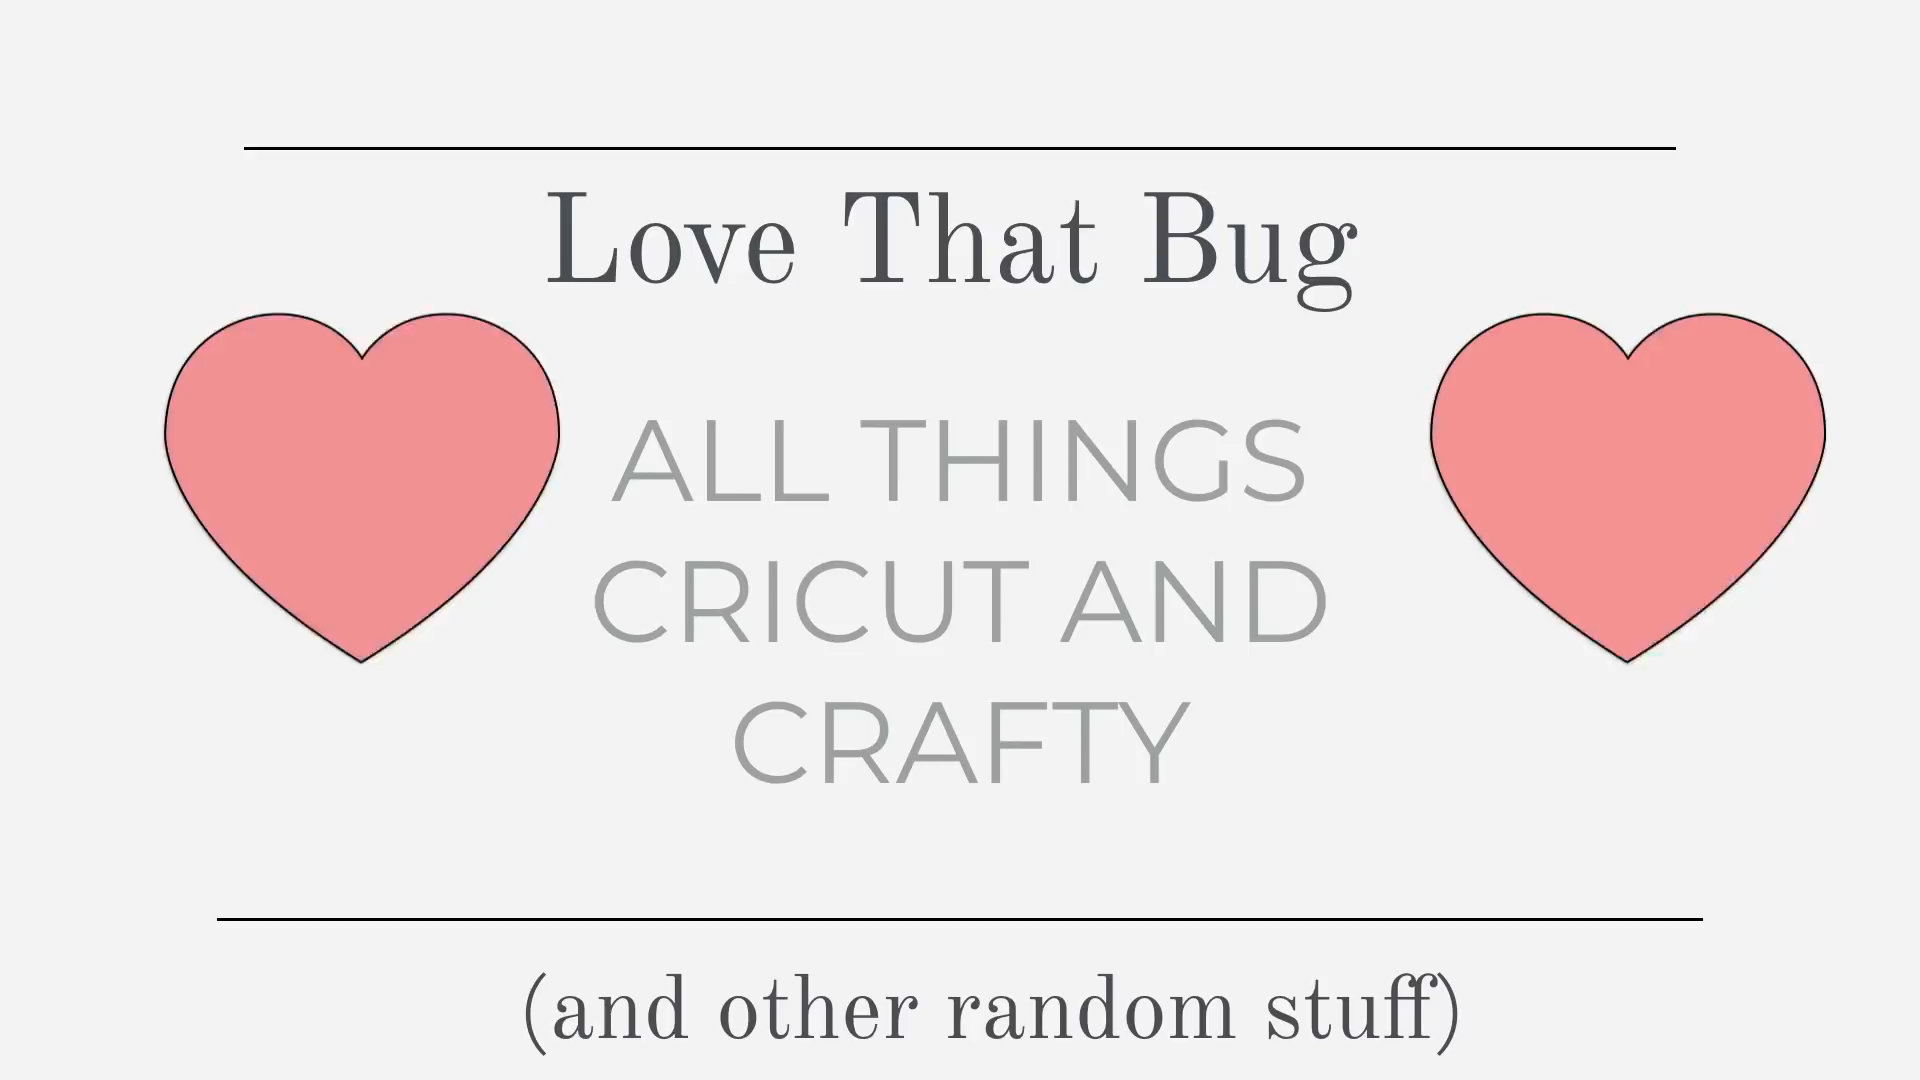 Love That Bug
ALL THINGS
CRICUT AND
CRAFTY
(and other random stuff)